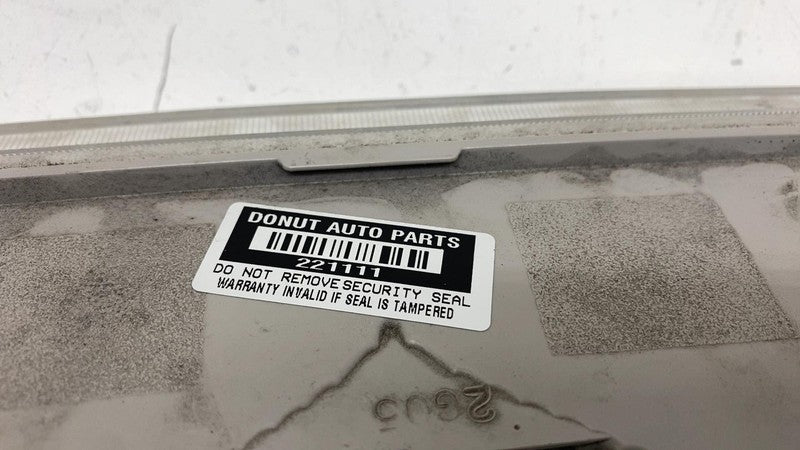 DONUT AUTO PARTS
221111
DO NOT REMOVE SECURITY SEAL
WARRANTY INVALID IF SEAL IS TAMPERED